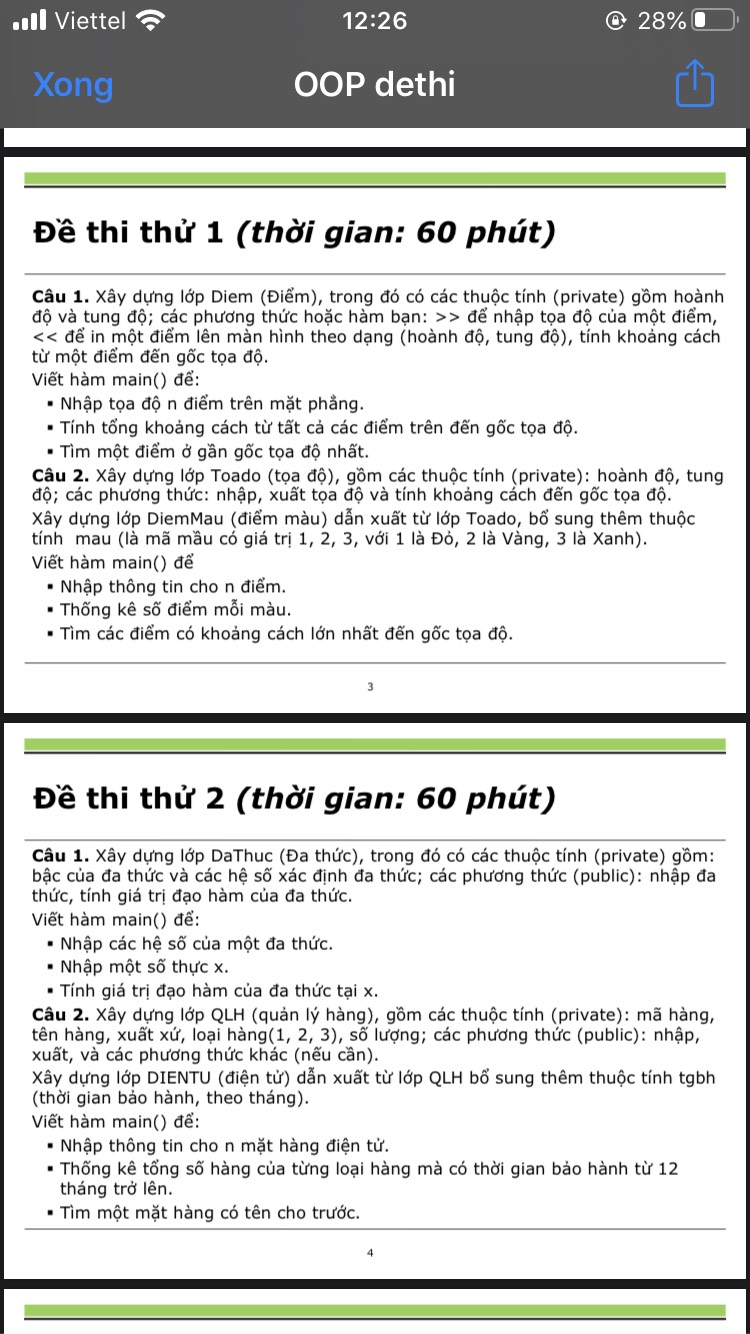 Viettel 12:26 28%
Xong OOP dethi
Đề thi thử 1 (thời gian: 60 phút)
Câu 1. Xây dựng lớp Diem (Điểm), trong đó có các thuộc tính (private) gồm hoành
độ và tung độ; các phương thức hoặc hàm bạn: >> để nhập tọa độ của một điểm,
<< để in một điểm lên màn hình theo dạng (hoành độ, tung độ), tính khoảng cách
từ một điểm đến gốc tọa độ.
Viết hàm main() để:
▪ Nhập tọa độ n điểm trên mặt phẳng.
▪ Tính tổng khoảng cách từ tất cả các điểm trên đến gốc tọa độ.
▪ Tìm một điểm ở gần gốc tọa độ nhất.
Câu 2. Xây dựng lớp Toado (tọa độ), gồm các thuộc tính (private): hoành độ, tung
độ; các phương thức: nhập, xuất tọa độ và tính khoảng cách đến gốc tọa độ.
Xây dựng lớp DiemMau (điểm màu) dẫn xuất từ lớp Toado, bổ sung thêm thuộc
tính mau (là mã mầu có giá trị 1, 2, 3, với 1 là Đỏ, 2 là Vàng, 3 là Xanh).
Viết hàm main() để
▪ Nhập thông tin cho n điểm.
▪ Thống kê số điểm mỗi màu.
▪ Tìm các điểm có khoảng cách lớn nhất đến gốc tọa độ.
3
Đề thi thử 2 (thời gian: 60 phút)
Câu 1. Xây dựng lớp DaThuc (Đa thức), trong đó có các thuộc tính (private) gồm:
bậc của đa thức và các hệ số xác định đa thức; các phương thức (public): nhập đa
thức, tính giá trị đạo hàm của đa thức.
Viết hàm main() để:
▪ Nhập các hệ số của một đa thức.
▪ Nhập một số thực x.
▪ Tính giá trị đạo hàm của đa thức tại x.
Câu 2. Xây dựng lớp QLH (quản lý hàng), gồm các thuộc tính (private): mã hàng,
tên hàng, xuất xứ, loại hàng(1, 2, 3), số lượng; các phương thức (public): nhập,
xuất, và các phương thức khác (nếu cần).
Xây dựng lớp DIENTU (điện tử) dẫn xuất từ lớp QLH bổ sung thêm thuộc tính tgbh
(thời gian bảo hành, theo tháng).
Viết hàm main() để:
▪ Nhập thông tin cho n mặt hàng điện tử.
▪ Thống kê tổng số hàng của từng loại hàng mà có thời gian bảo hành từ 12
tháng trở lên.
▪ Tìm một mặt hàng có tên cho trước.
4